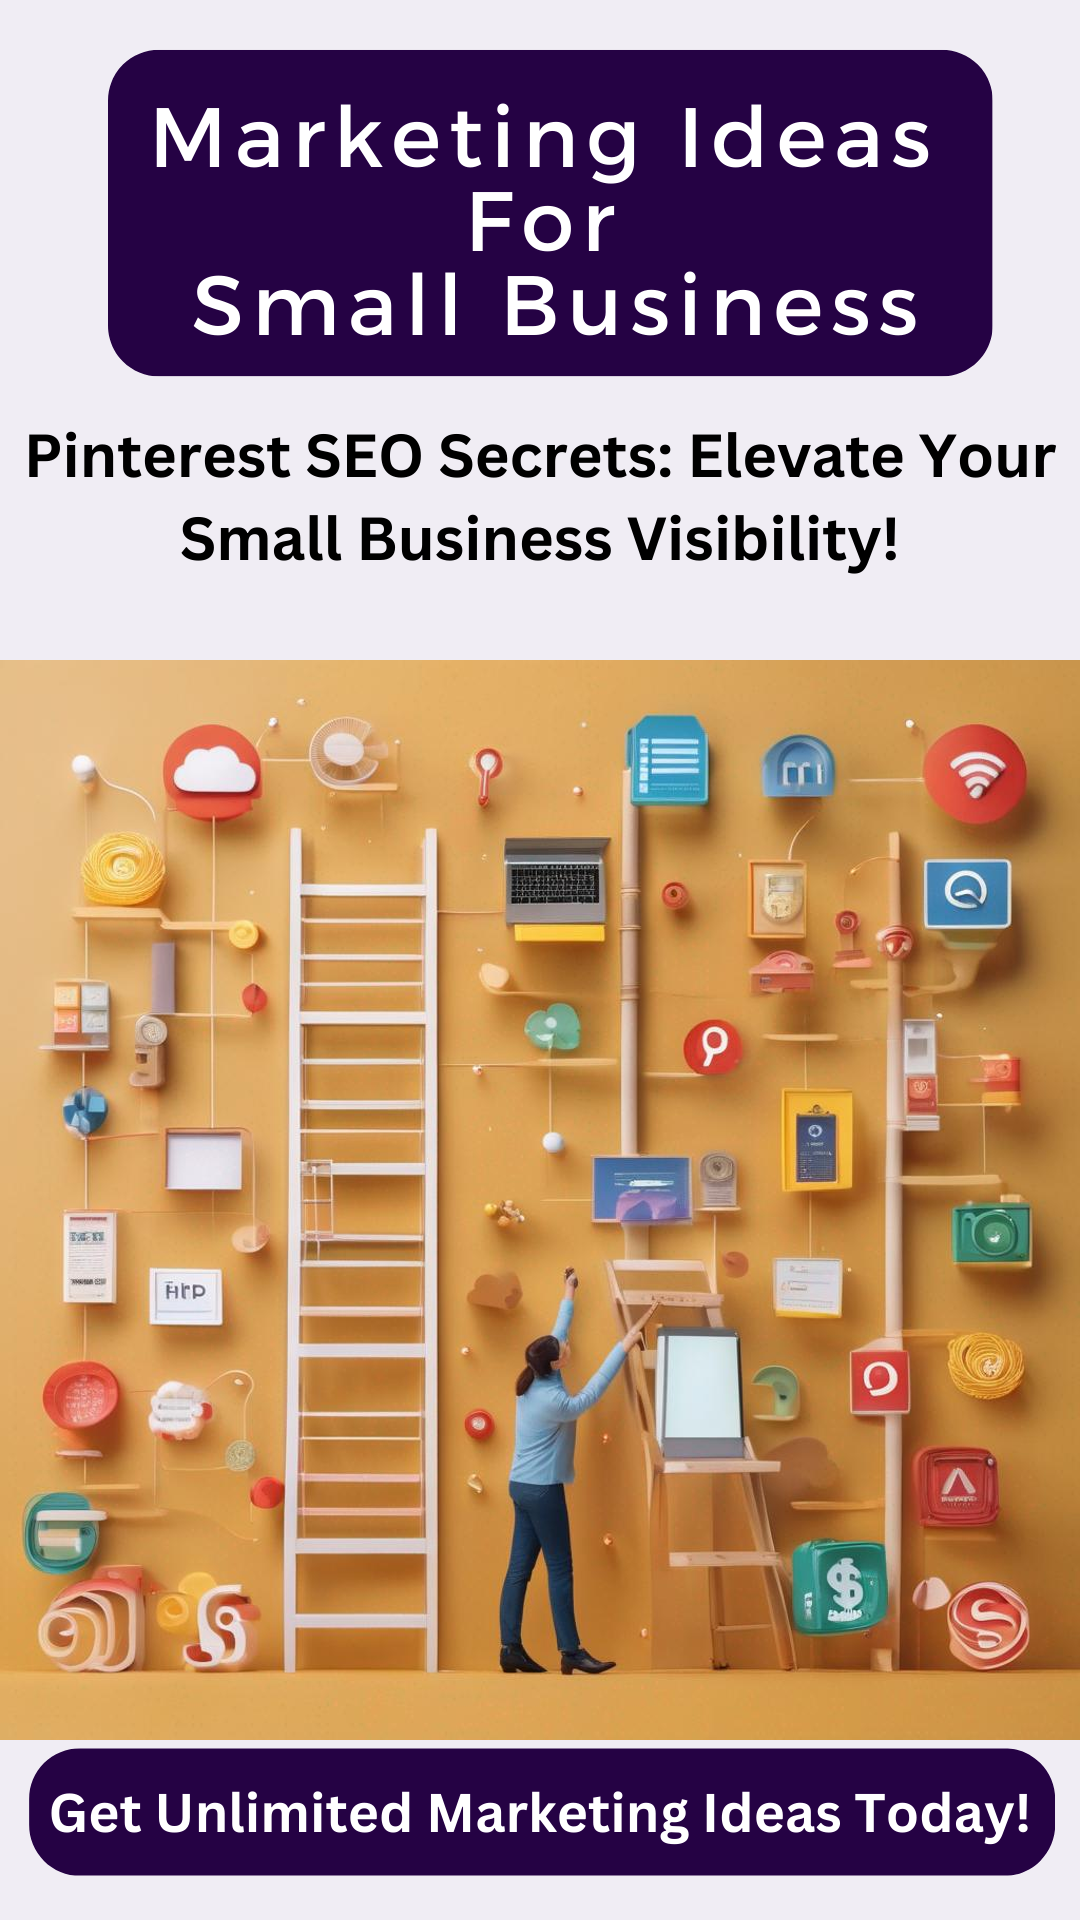 Marketing Ideas
For
Small Business
Pinterest SEO Secrets: Elevate Your
Small Business Visibility!
Get Unlimited Marketing Ideas Today!